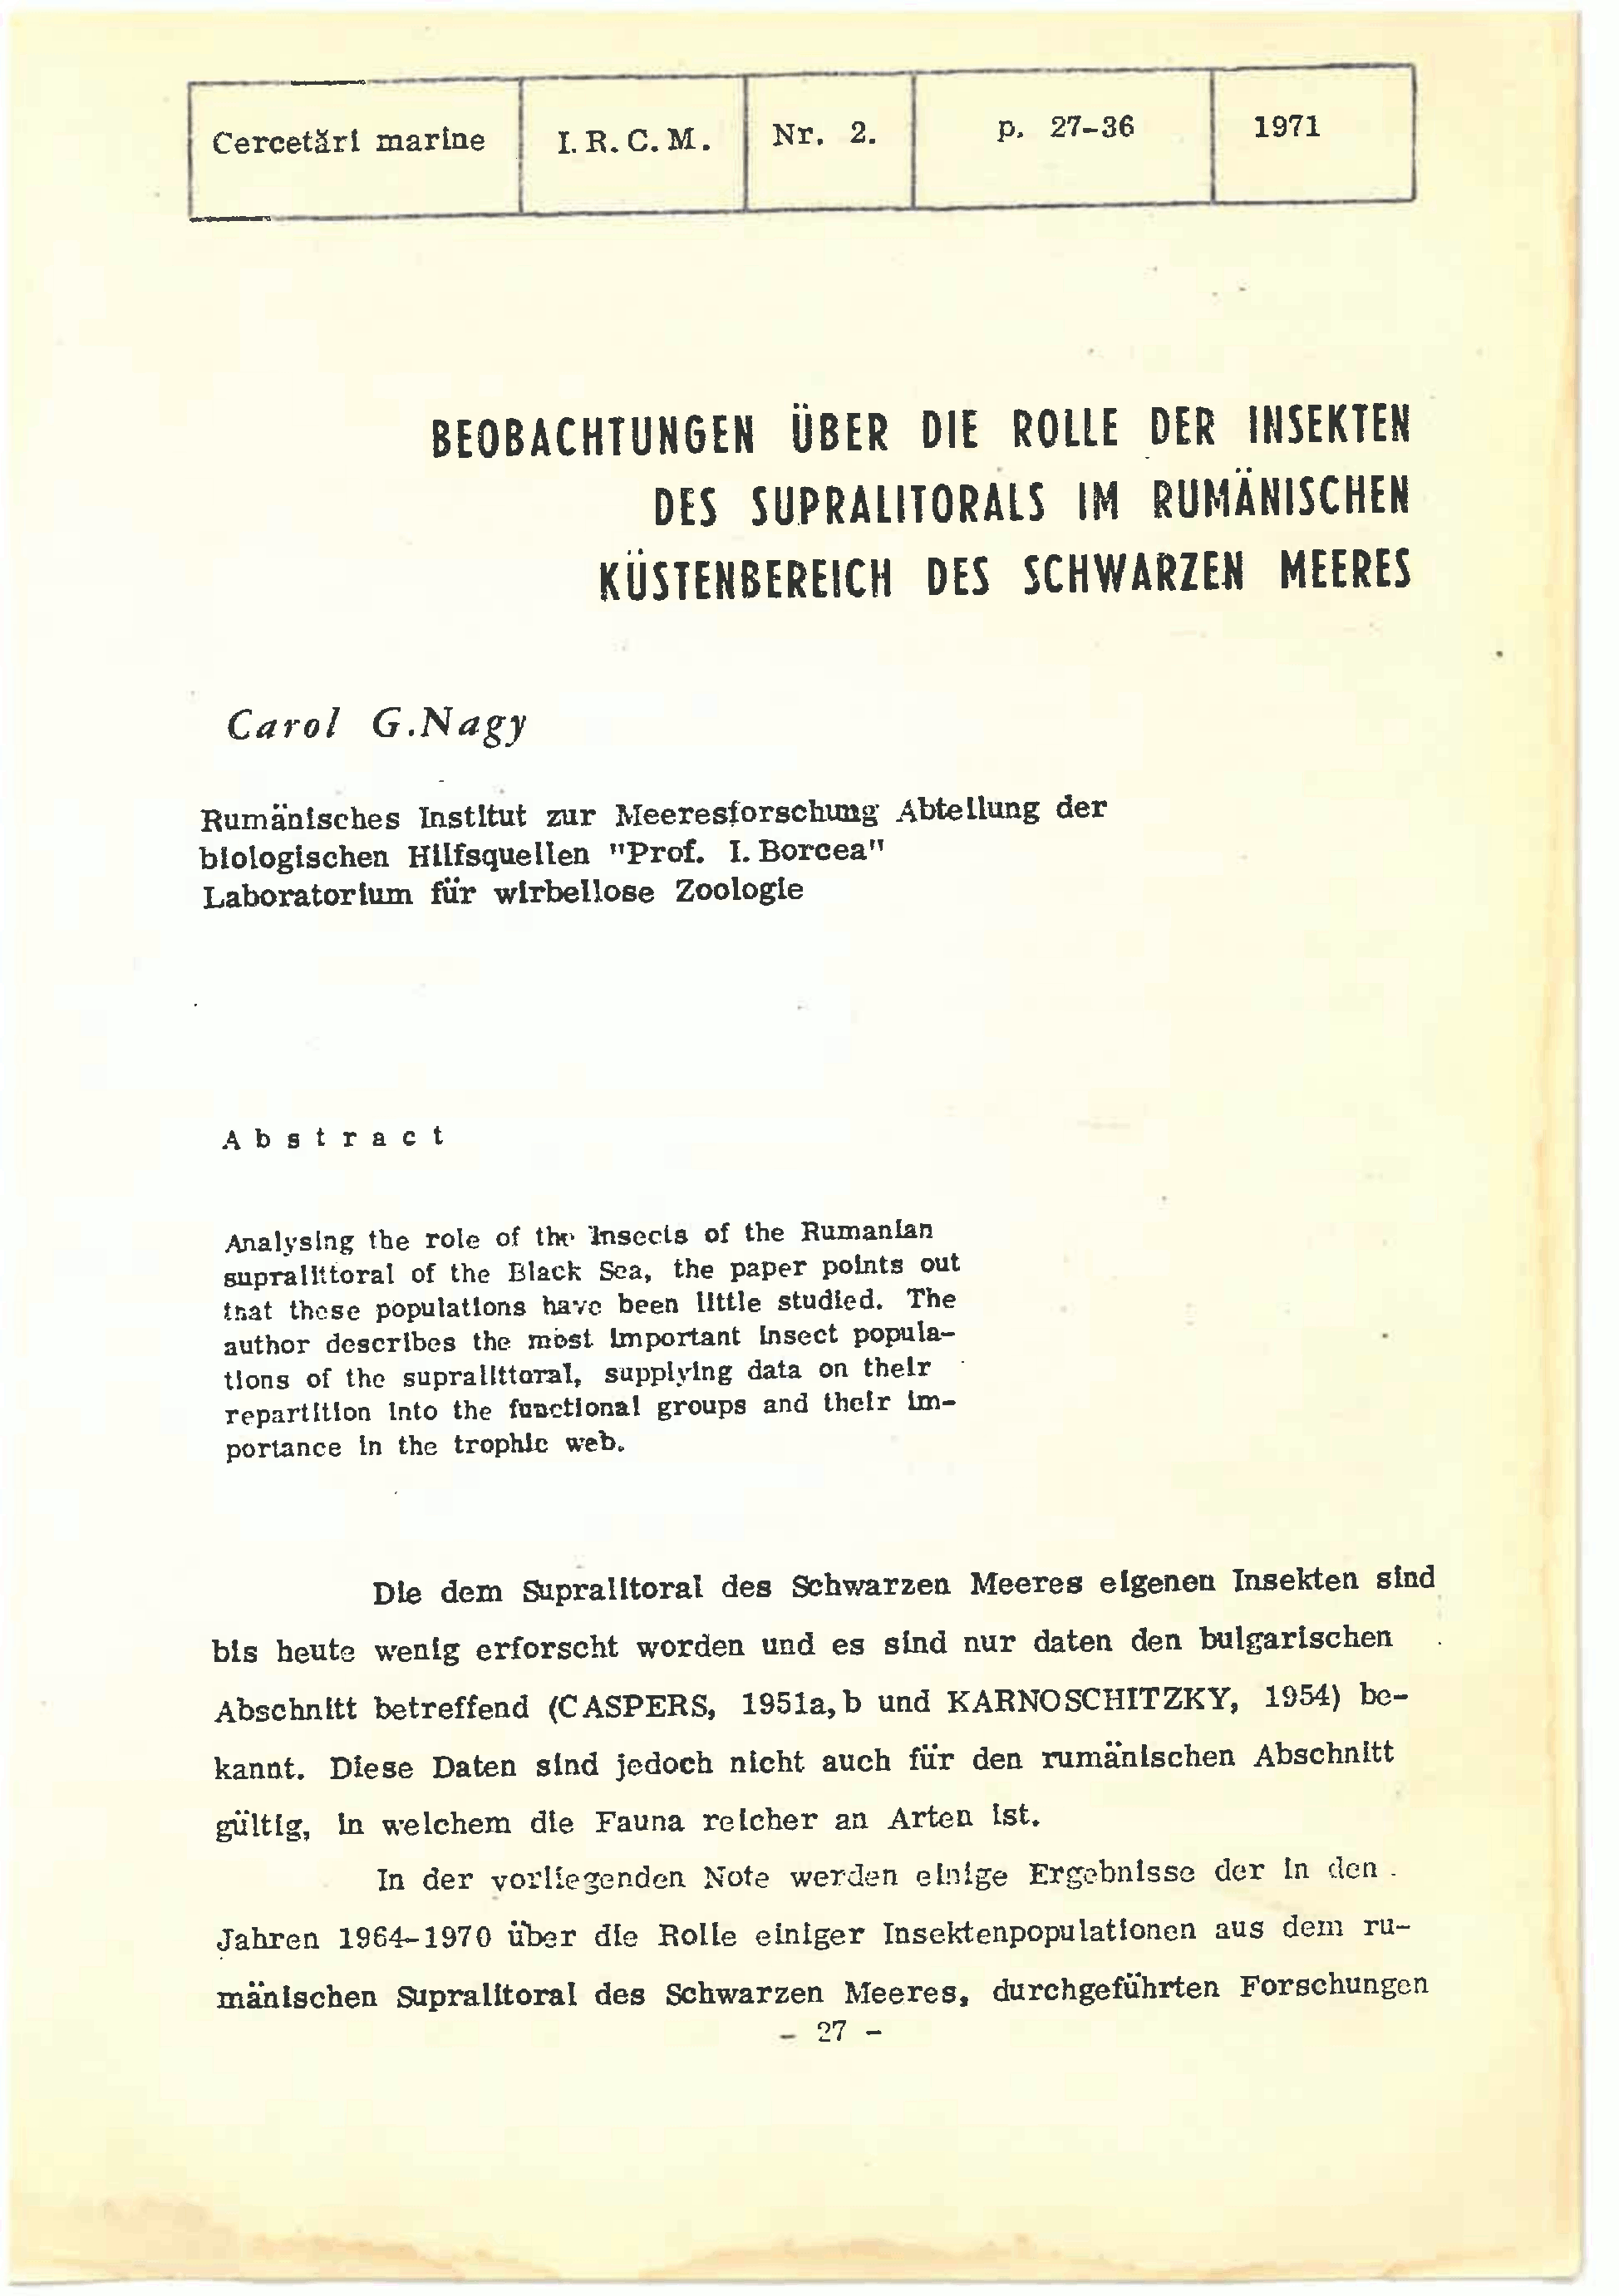 Cercetări marine I. R. C. M. Nr. 2. p. 27-36 1971
BEOBACHTUNGEN ÜBER DIE ROLLE DER INSEKTEN
DES SUPRALITORALS IM RUMÄNISCHEN
KÜSTENBEREICH DES SCHWARZEN MEERES
Carol G.Nagy
Rumänisches Institut zur Meeresforschung Abteilung der
biologischen Hilfsquellen "Prof. I. Borcea"
Laboratorium für wirbellose Zoologie
Abstract
Analysing the role of the insects of the Rumanian
supralittoral of the Black Sea, the paper points out
that these populations have been little studied. The
author describes the most important insect popula-
tions of the supralittoral, supplying data on their
repartition into the functional groups and their im-
portance in the trophic web.
Die dem Supralitoral des Schwarzen Meeres eigenen Insekten sind
bis heute wenig erforscht worden und es sind nur daten den bulgarischen
Abschnitt betreffend (CASPERS, 1951a, b und KARNOSCHITZKY, 1954) be-
kannt. Diese Daten sind jedoch nicht auch für den rumänischen Abschnitt
gültig, in welchem die Fauna reicher an Arten ist.
In der vorliegenden Note werden einige Ergebnisse der in den
Jahren 1964-1970 über die Rolle einiger Insektenpopulationen aus dem ru-
mänischen Supralitoral des Schwarzen Meeres, durchgeführten Forschungen
- 27 -